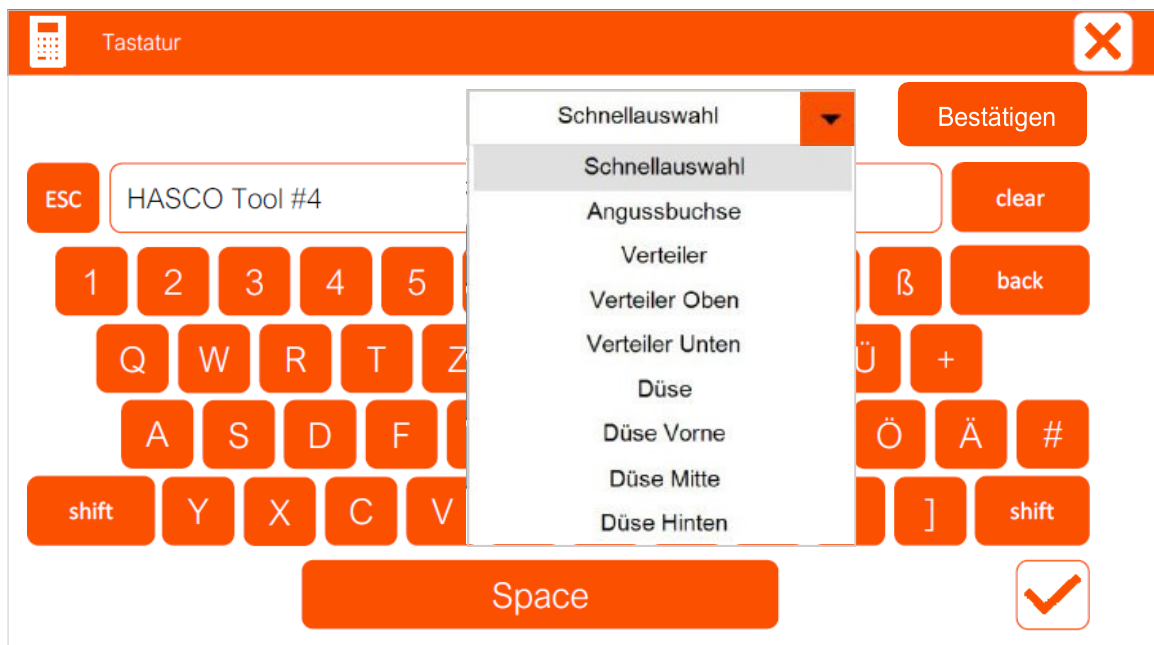 Tastatur
Schnellauswahl
Bestätigen
Schnellauswahl
ESC HASCO Tool #4 clear
Angussbuchse
Verteiler
1 2 3 4 5 ß back
Verteiler Oben
Verteiler Unten
Q W R T Z Ü +
Düse
A S D F Ö Ä #
Düse Vorne
Düse Mitte
shift Y X C V ] shift
Düse Hinten
Space